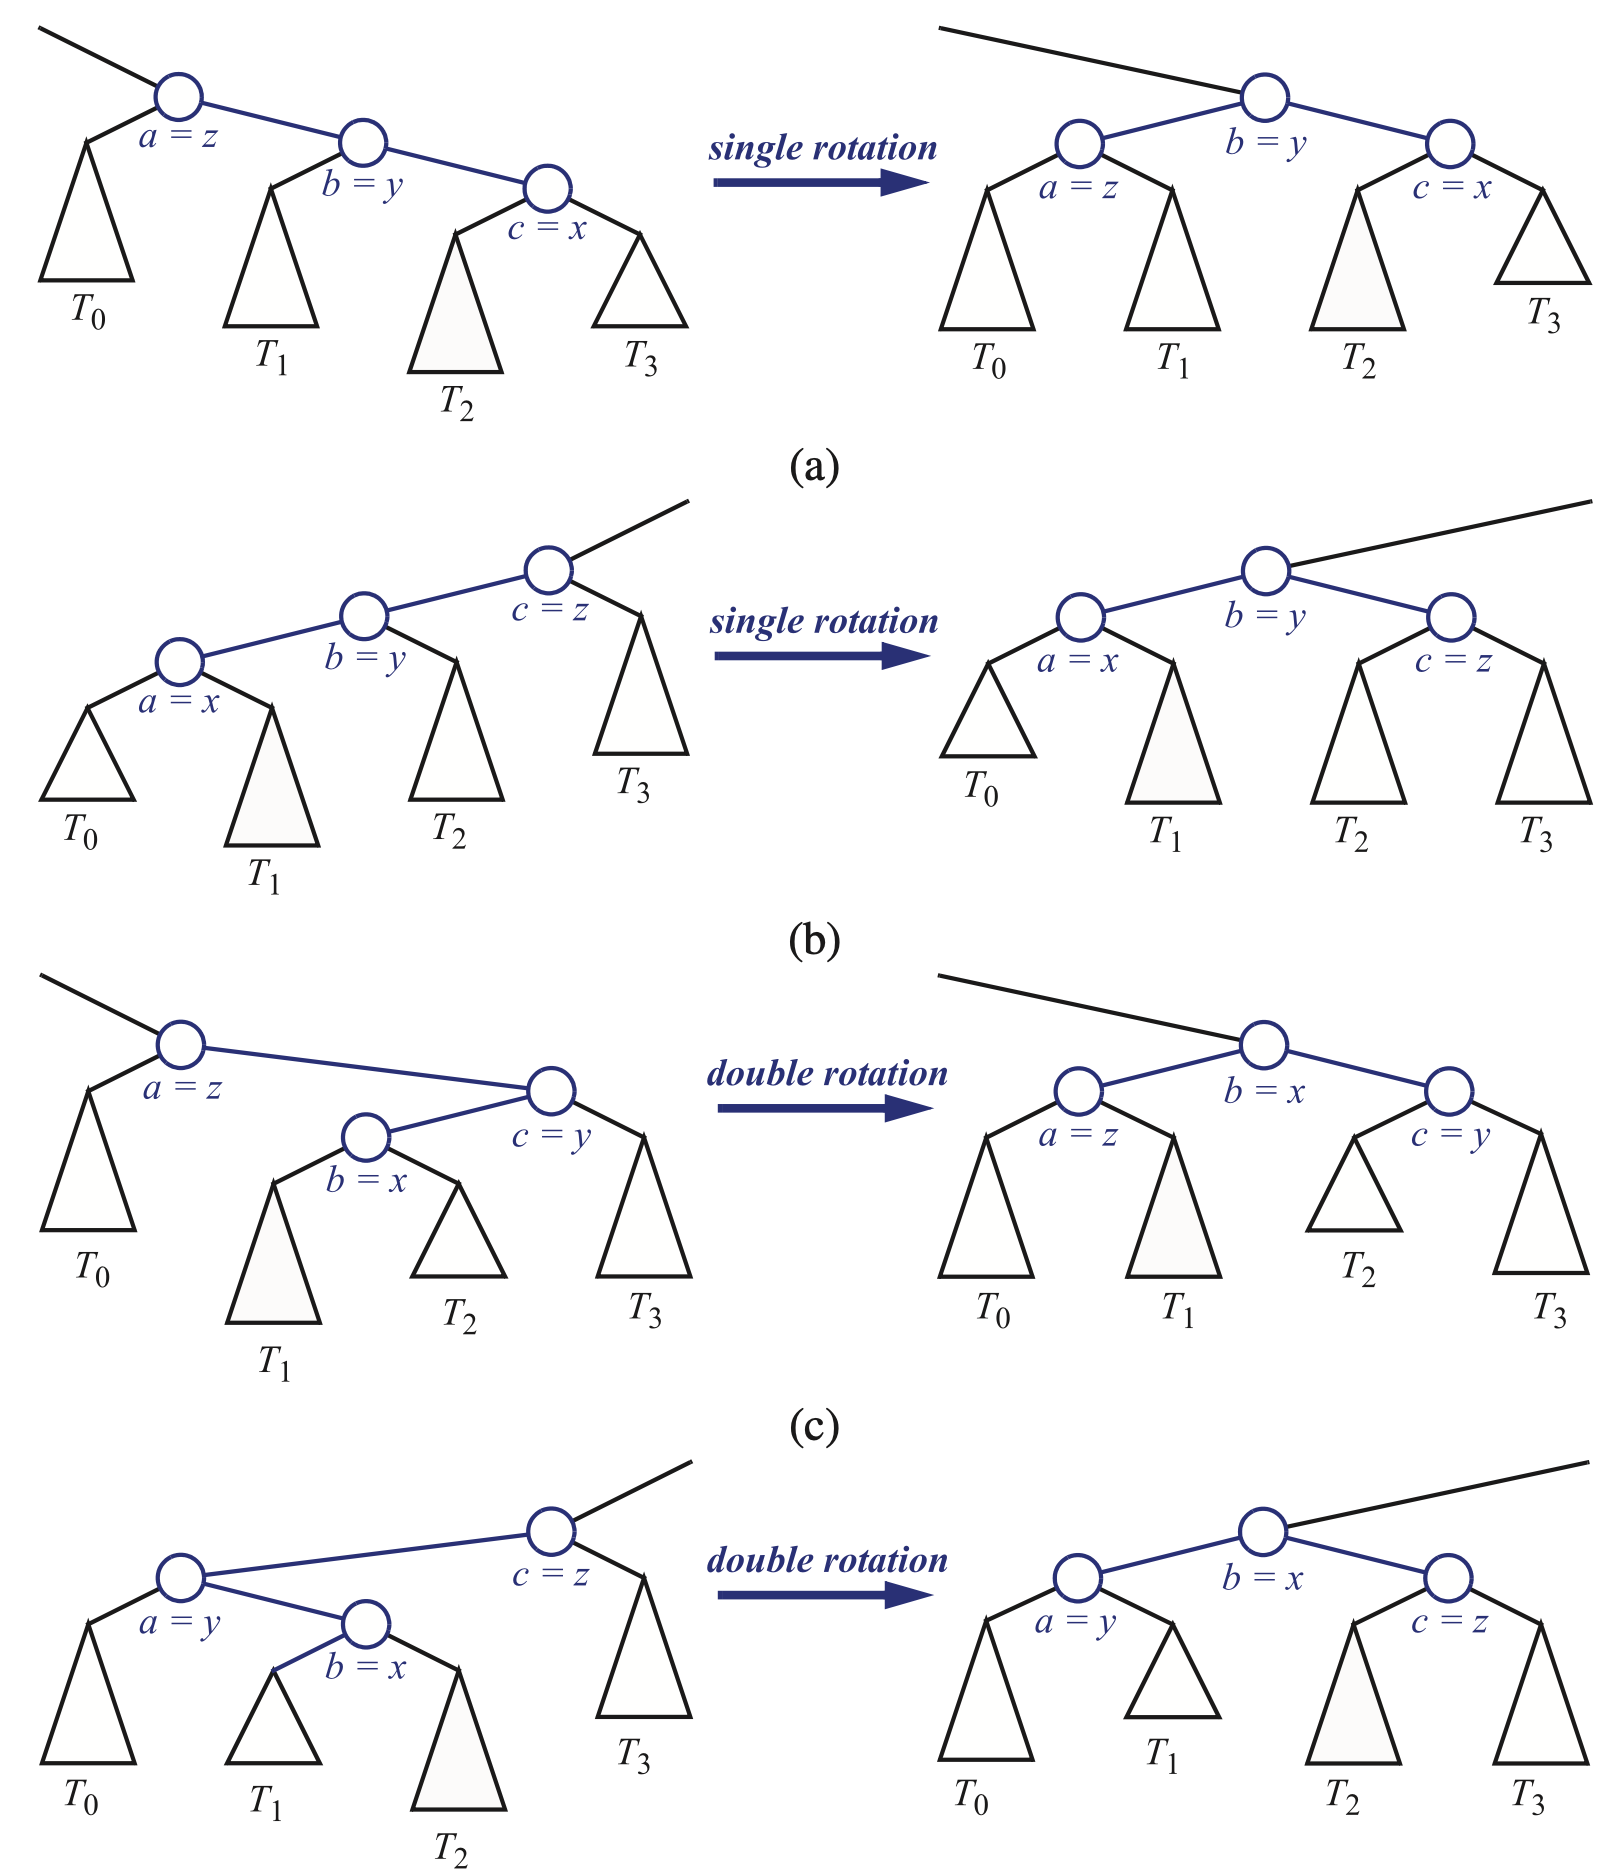 a = z
b = y
c = x
T0
T1
T2
T3
single rotation
b = y
a = z
c = x
T0
T1
T2
T3
(a)
c = z
b = y
a = x
T0
T1
T2
T3
single rotation
b = y
a = x
c = z
T0
T1
T2
T3
(b)
a = z
c = y
b = x
T0
T1
T2
T3
double rotation
b = x
a = z
c = y
T0
T1
T2
T3
(c)
c = z
a = y
b = x
T0
T1
T2
T3
double rotation
b = x
a = y
c = z
T0
T1
T2
T3